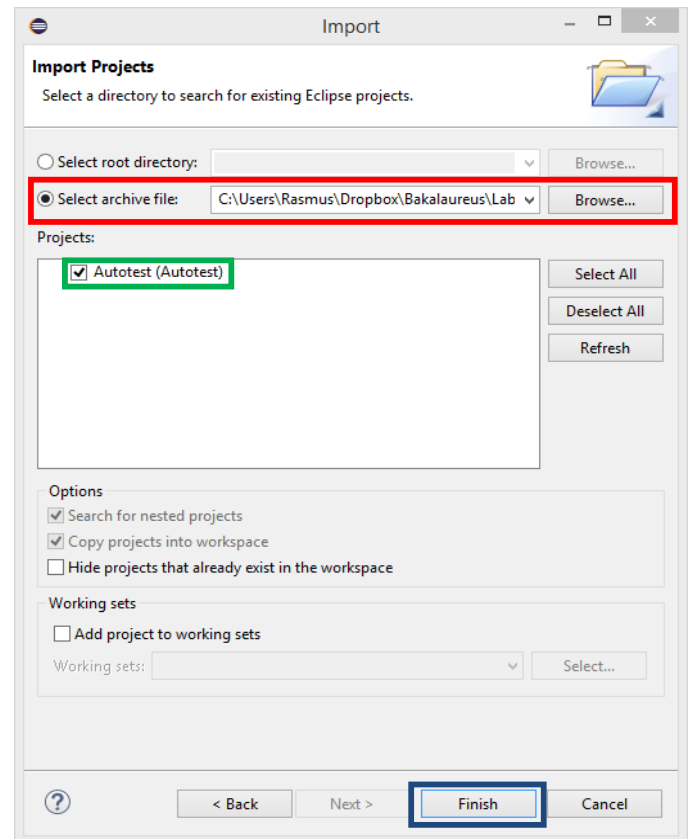 Import
Import Projects
Select a directory to search for existing Eclipse projects.
Select root directory: Browse...
Select archive file: C:\Users\Rasmus\Dropbox\Bakalaureus\Lab Browse...
Projects:
Autotest (Autotest) Select All
Deselect All
Refresh
Options
Search for nested projects
Copy projects into workspace
Hide projects that already exist in the workspace
Working sets
Add project to working sets
Working sets: Select...
? < Back Next > Finish Cancel